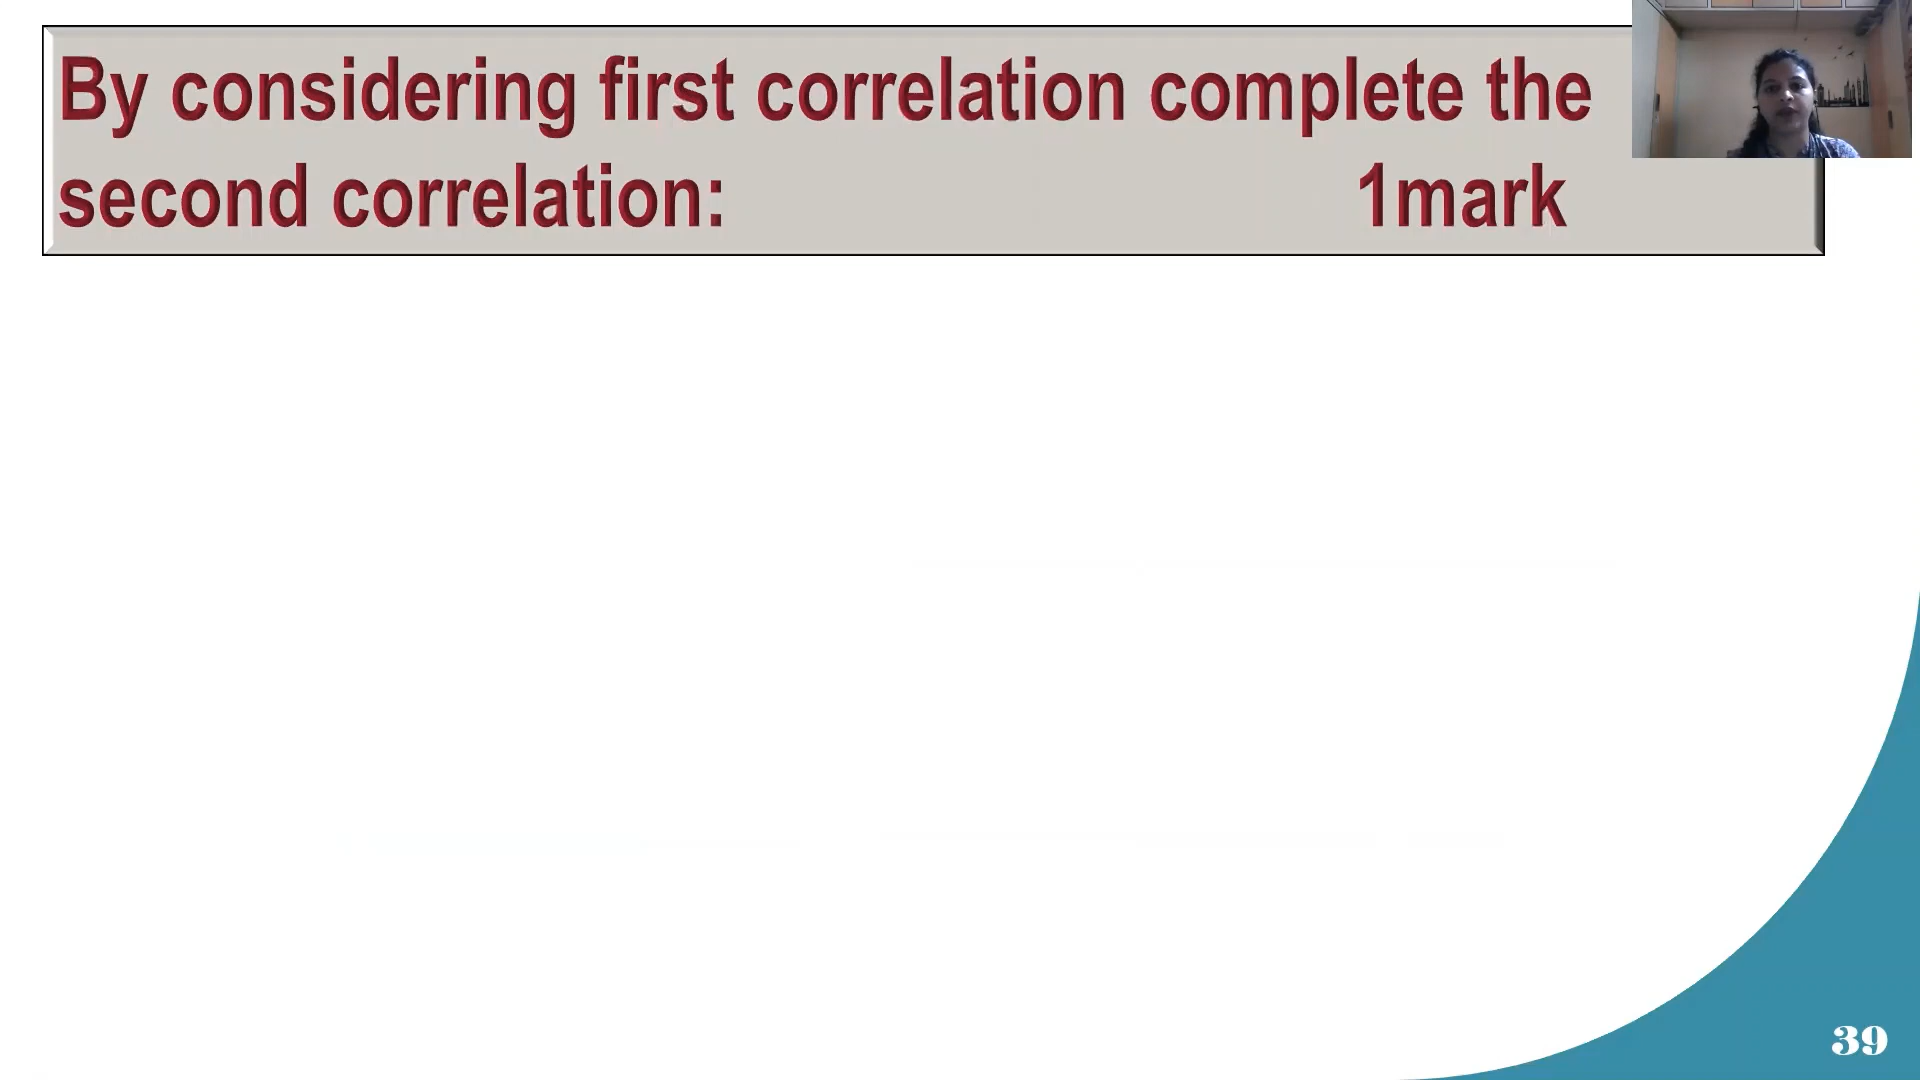 By considering first correlation complete the
second correlation: 1mark
39